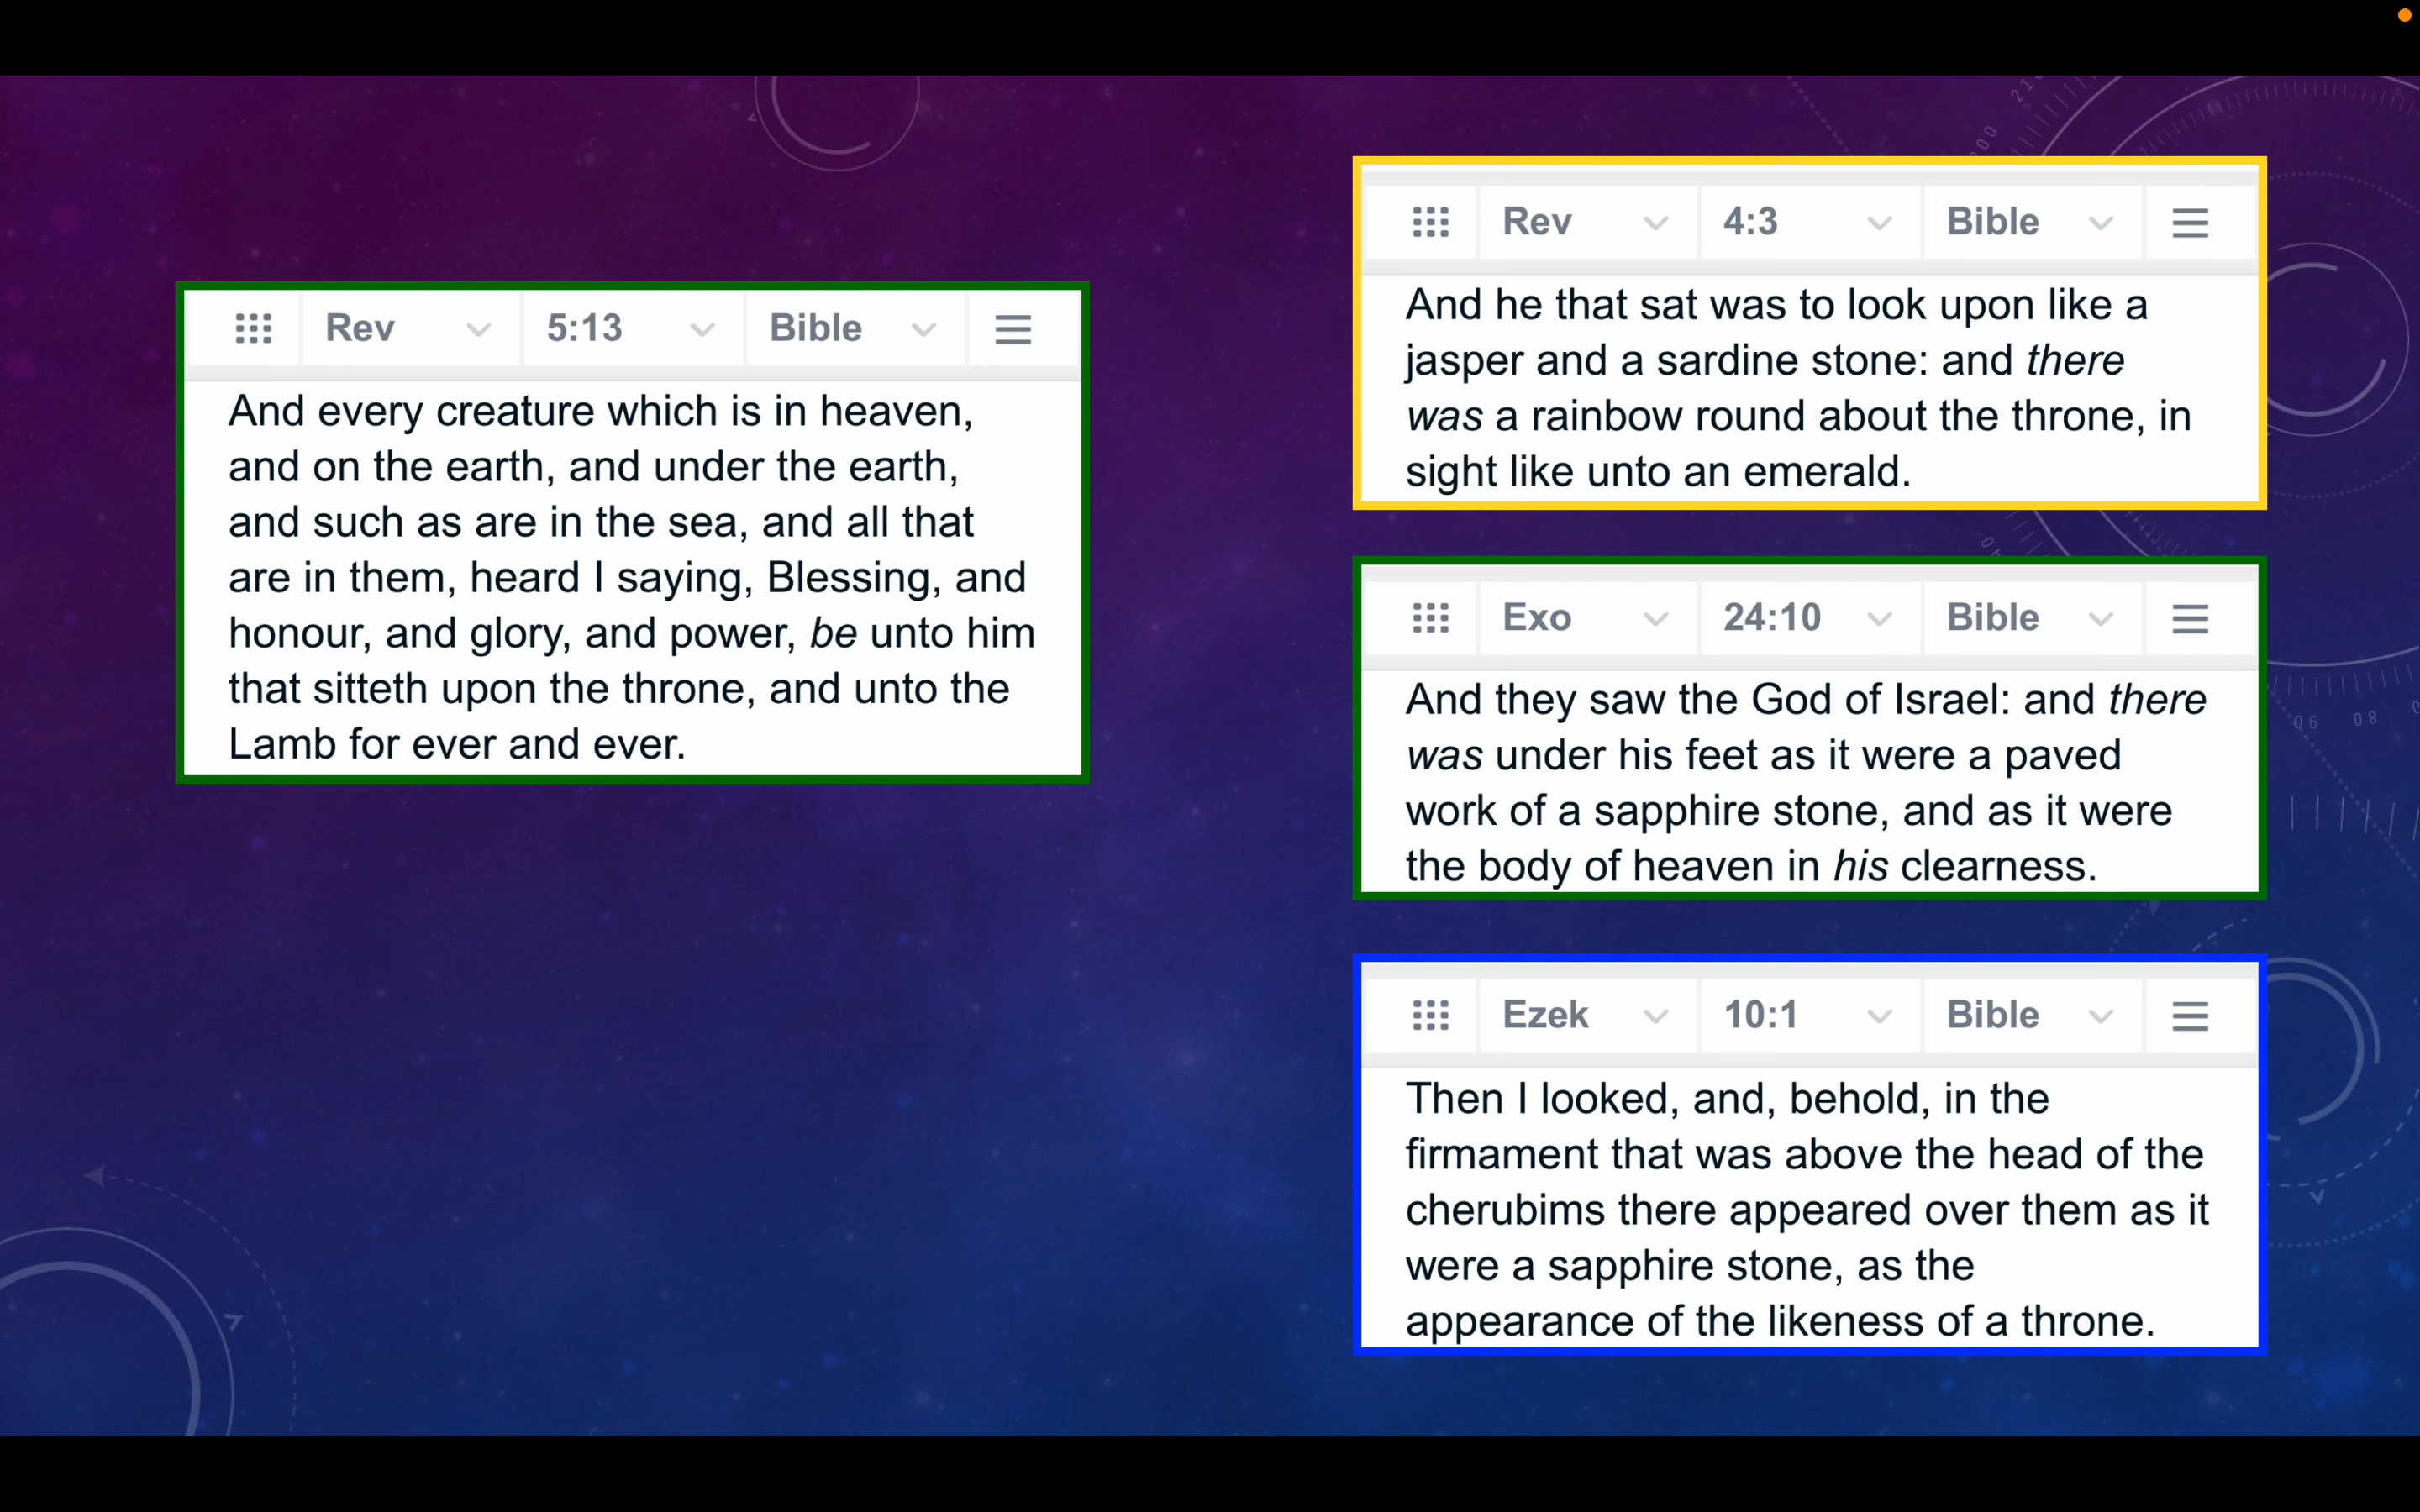 Rev 5:13 Bible
And every creature which is in heaven,
and on the earth, and under the earth,
and such as are in the sea, and all that
are in them, heard I saying, Blessing, and
honour, and glory, and power, be unto him
that sitteth upon the throne, and unto the
Lamb for ever and ever.
Rev 4:3 Bible
And he that sat was to look upon like a
jasper and a sardine stone: and there
was a rainbow round about the throne, in
sight like unto an emerald.
Exo 24:10 Bible
And they saw the God of Israel: and there
was under his feet as it were a paved
work of a sapphire stone, and as it were
the body of heaven in his clearness.
Ezek 10:1 Bible
Then I looked, and, behold, in the
firmament that was above the head of the
cherubims there appeared over them as it
were a sapphire stone, as the
appearance of the likeness of a throne.